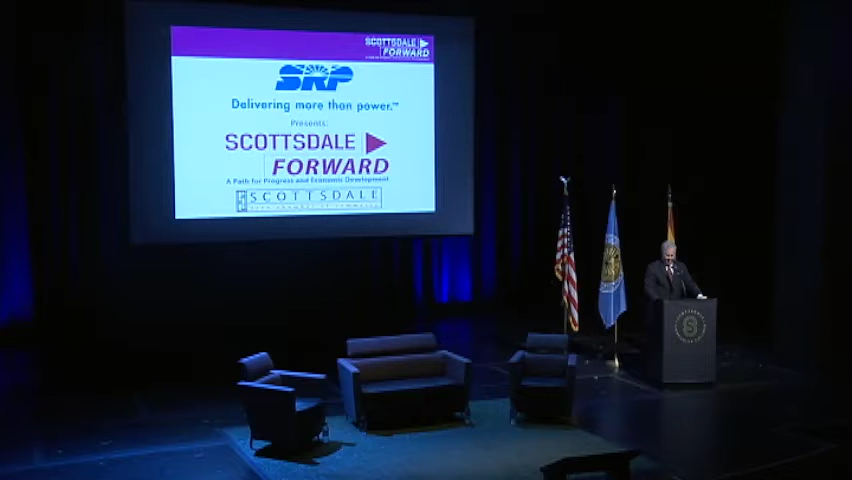 SCOTTSDALE
FORWARD
SRP
Delivering more than power.™
Presents:
SCOTTSDALE
FORWARD
A Path for Progress and Economic Development
SCOTTSDALE